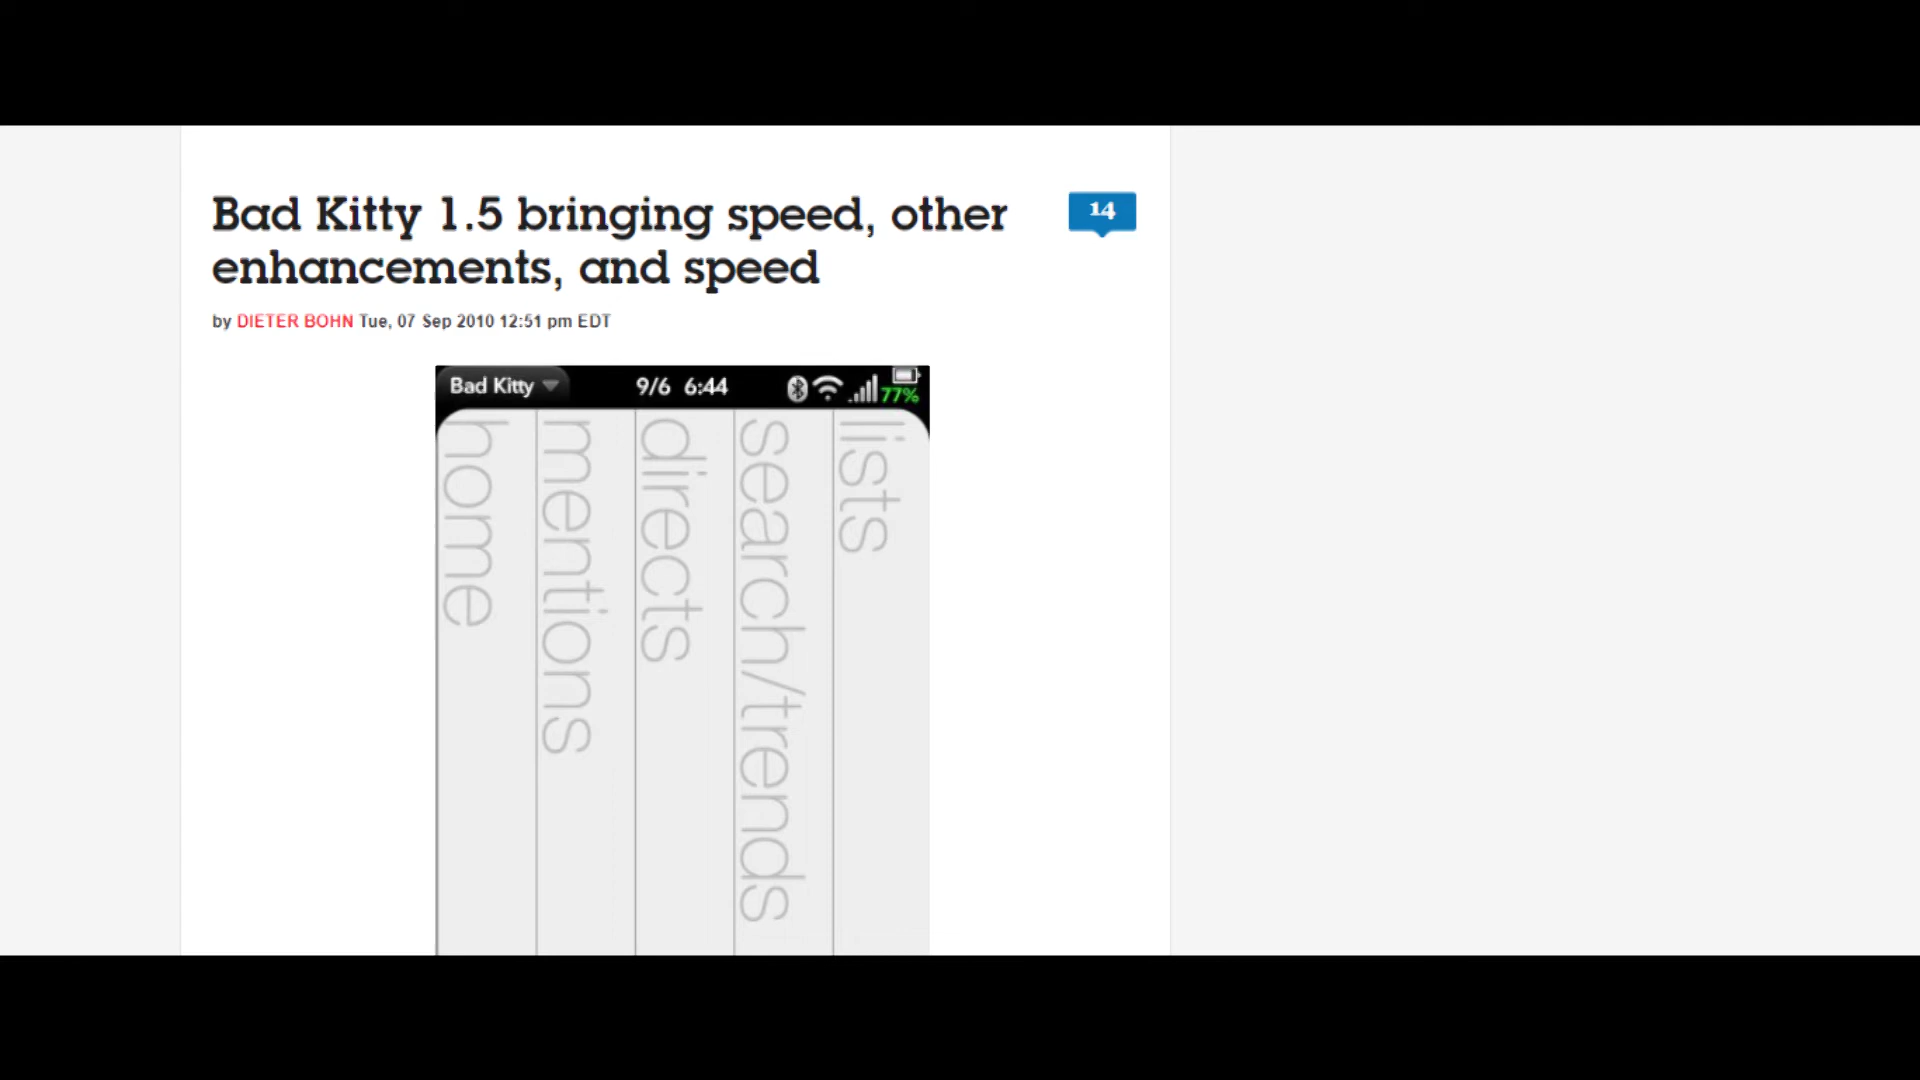 Bad Kitty 1.5 bringing speed, other
enhancements, and speed
14
by DIETER BOHN Tue, 07 Sep 2010 12:51 pm EDT
Bad Kitty 9/6 6:44 77%
home
mentions
directs
search/trends
lists